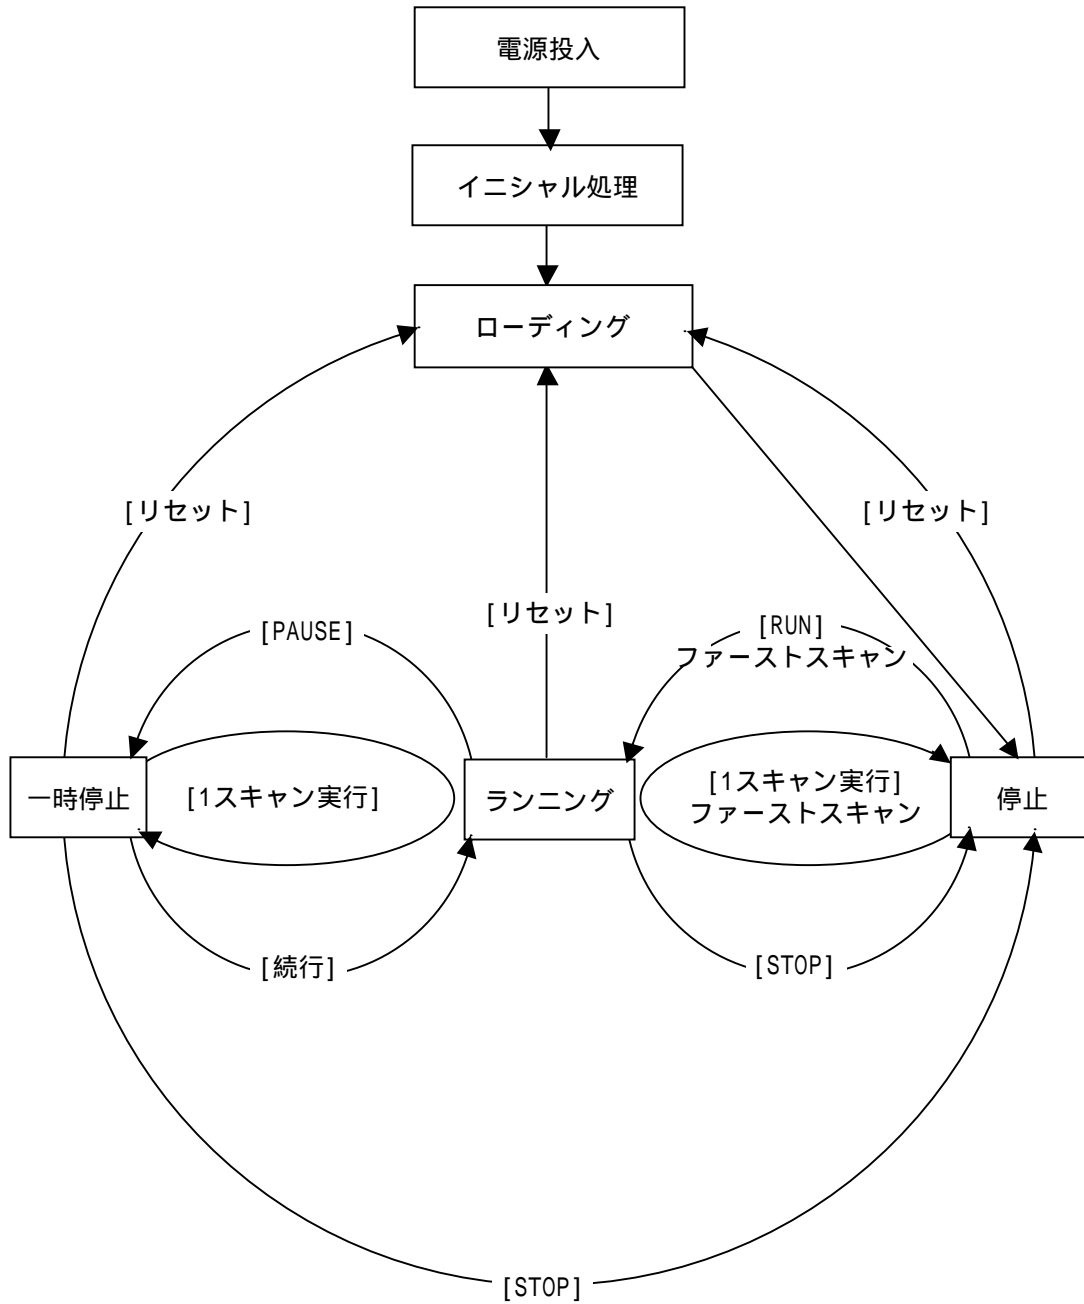 電源投入
イニシャル処理
ローディング
[リセット]
[リセット]
[リセット]
[PAUSE]
[RUN]
ファーストスキャン
一時停止
[1スキャン実行]
ランニング
[1スキャン実行]
ファーストスキャン
停止
[続行]
[STOP]
[STOP]